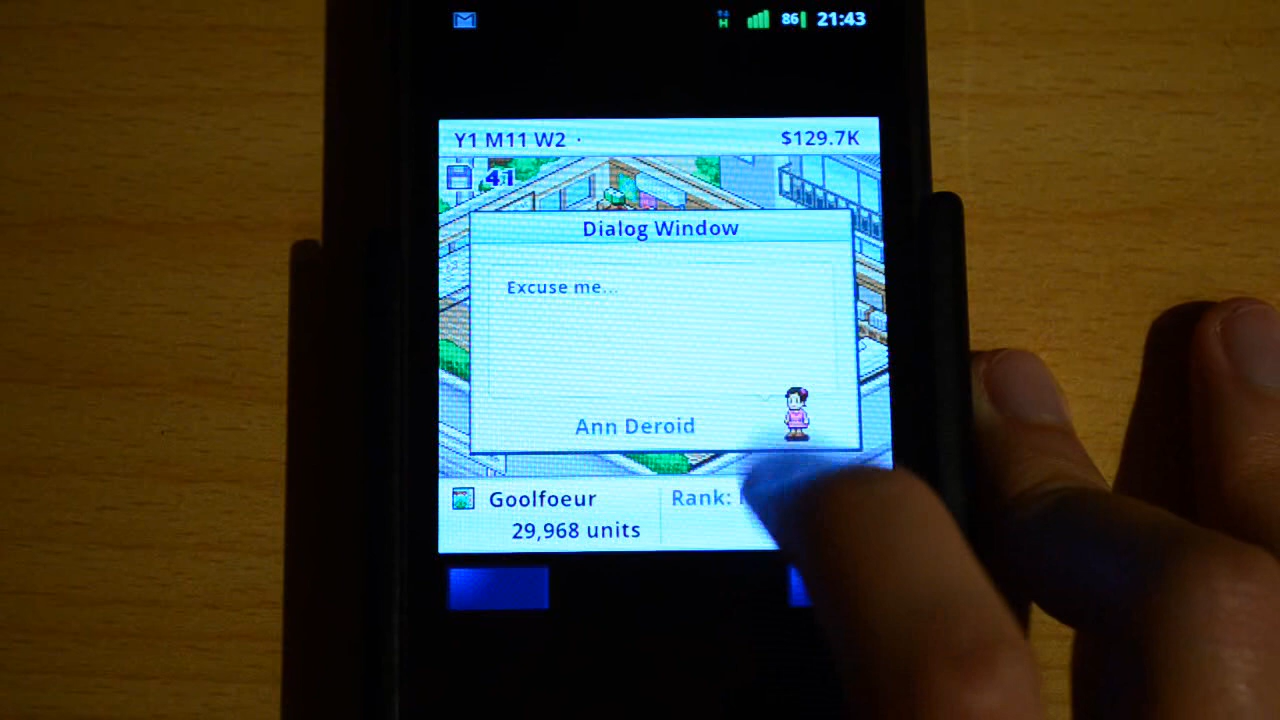 86 21:43
Y1 M11 W2 $129.7K
41
Dialog Window
Excuse me...
Ann Deroid
Goolfoeur Rank:
29,968 units